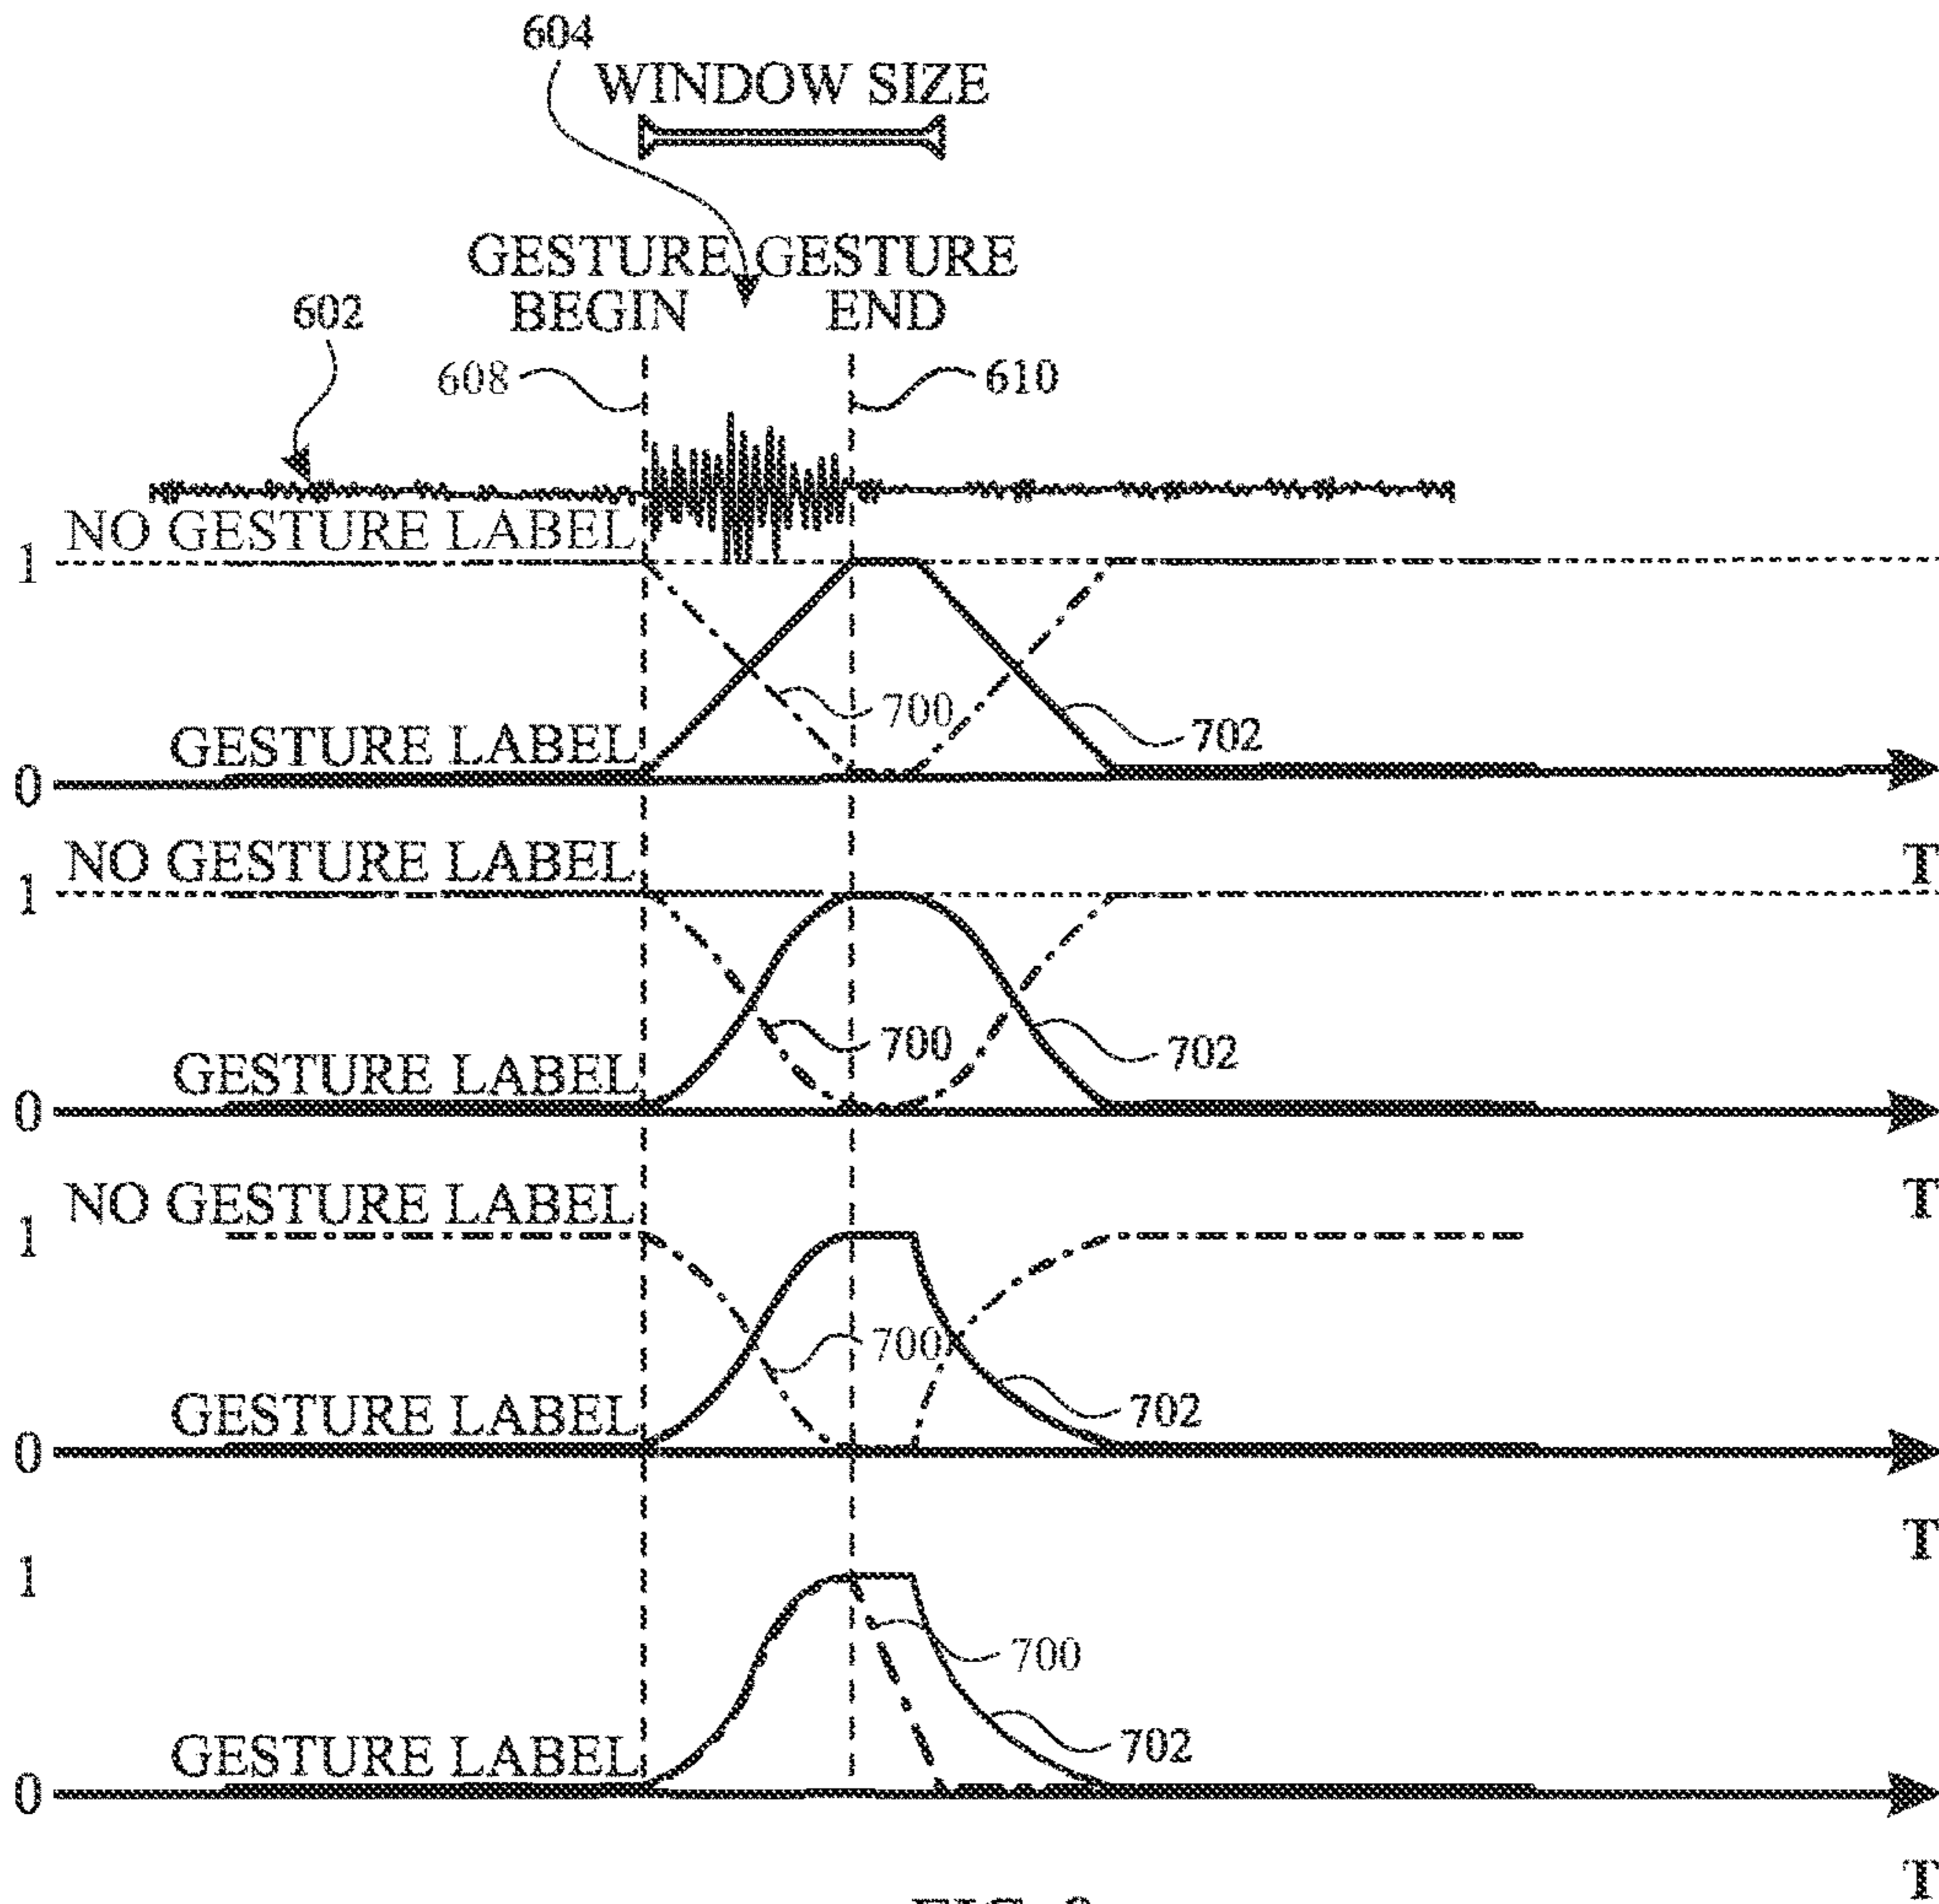 604
WINDOW SIZE
GESTURE GESTURE
BEGIN END
602
608 610
NO GESTURE LABEL
1
700
702
GESTURE LABEL
0
T
NO GESTURE LABEL
1
700
702
GESTURE LABEL
0
T
NO GESTURE LABEL
1
700
702
GESTURE LABEL
0
T
1
700
702
GESTURE LABEL
0
T